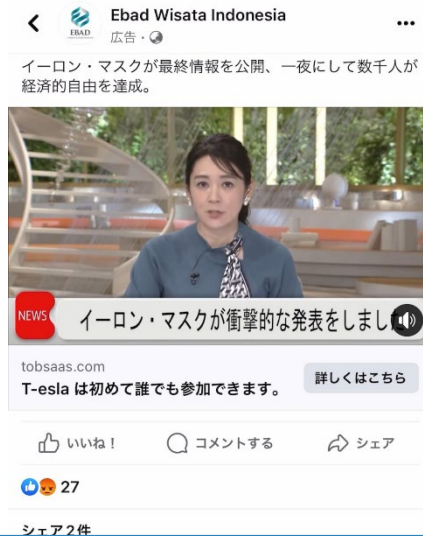 Ebad Wisata Indonesia
EBAD
広告・
イーロン・マスクが最終情報を公開、一夜にして数千人が
経済的自由を達成。
NEWS
イーロン・マスクが衝撃的な発表をしました
tobsaas.com
T-esla は初めて誰でも参加できます。
詳しくはこちら
いいね！
コメントする
シェア
27
シェア2件